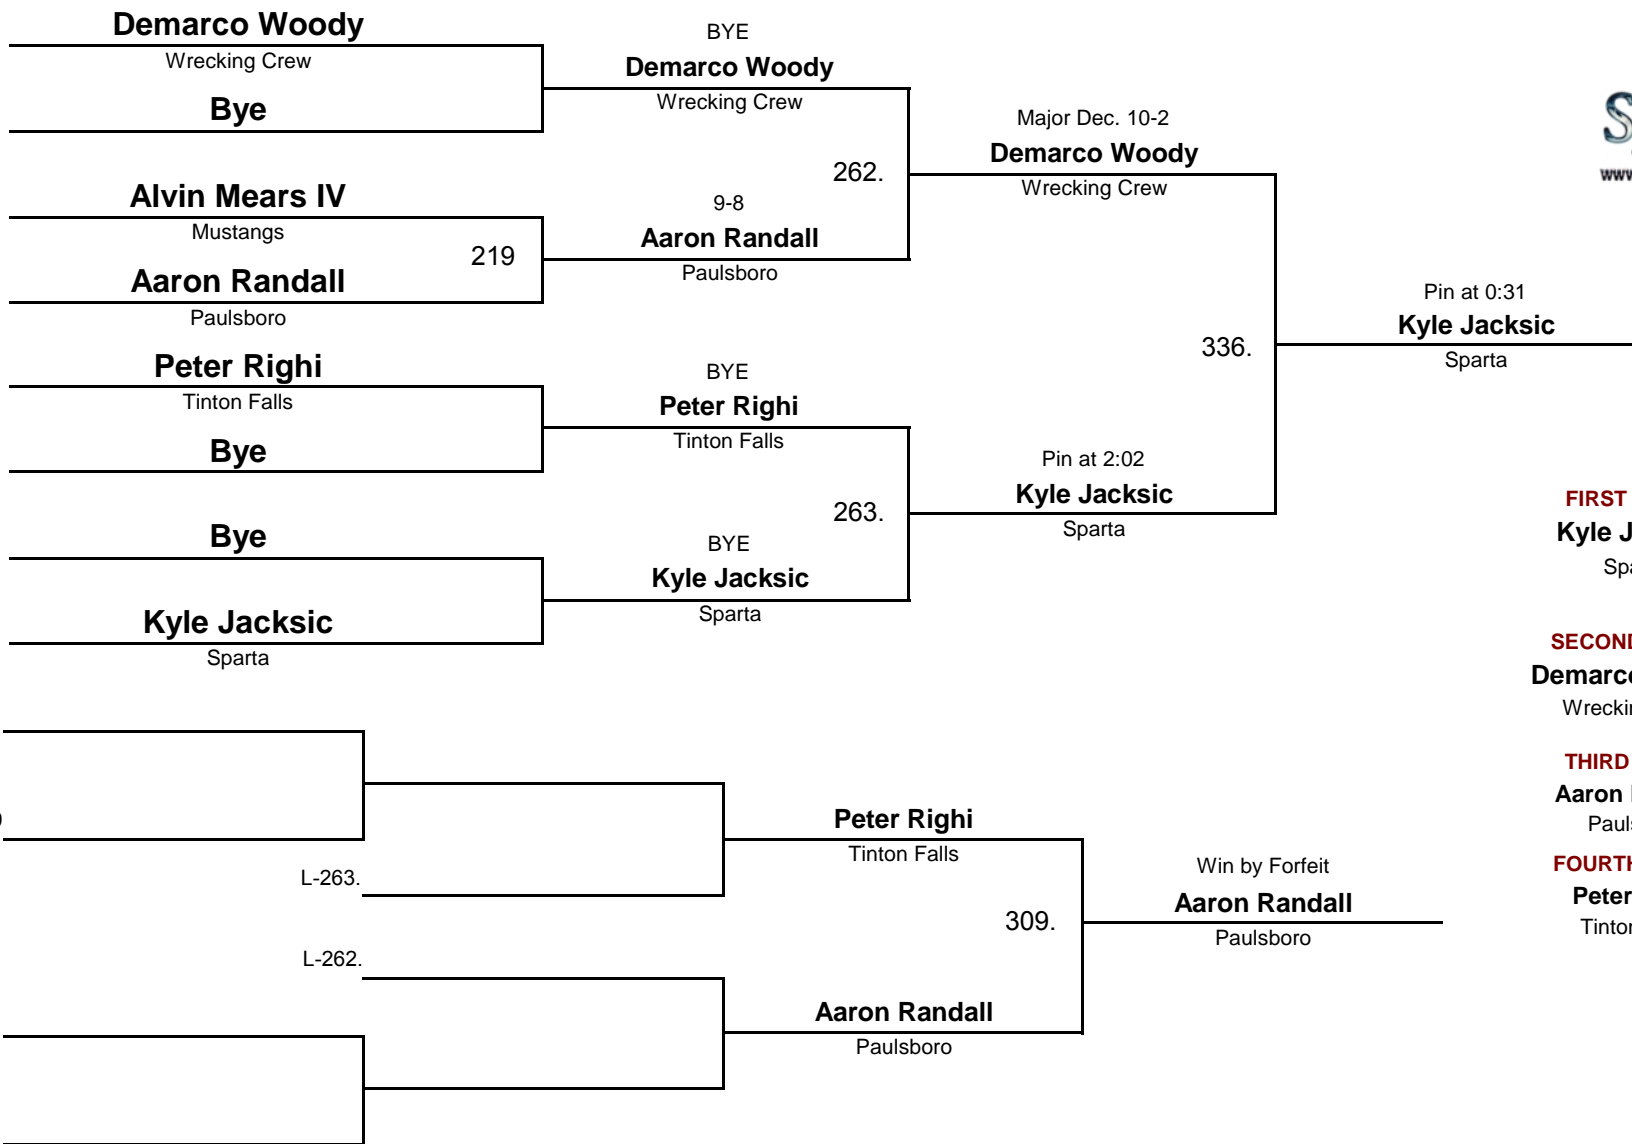 Demarco Woody
Wrecking Crew
Bye
Alvin Mears IV
Mustangs
219
Aaron Randall
Paulsboro
Peter Righi
Tinton Falls
Bye
Bye
Kyle Jacksic
Sparta
BYE
Demarco Woody
Wrecking Crew
262.
9-8
Aaron Randall
Paulsboro
BYE
Peter Righi
Tinton Falls
263.
BYE
Kyle Jacksic
Sparta
Major Dec. 10-2
Demarco Woody
Wrecking Crew
336.
Pin at 2:02
Kyle Jacksic
Sparta
Pin at 0:31
Kyle Jacksic
Sparta
L-263.
L-262.
Peter Righi
Tinton Falls
309.
Aaron Randall
Paulsboro
Win by Forfeit
Aaron Randall
Paulsboro
FIRST
Kyle
SECOND
Demarco
THIRD
Aaron
FOURTH
Peter